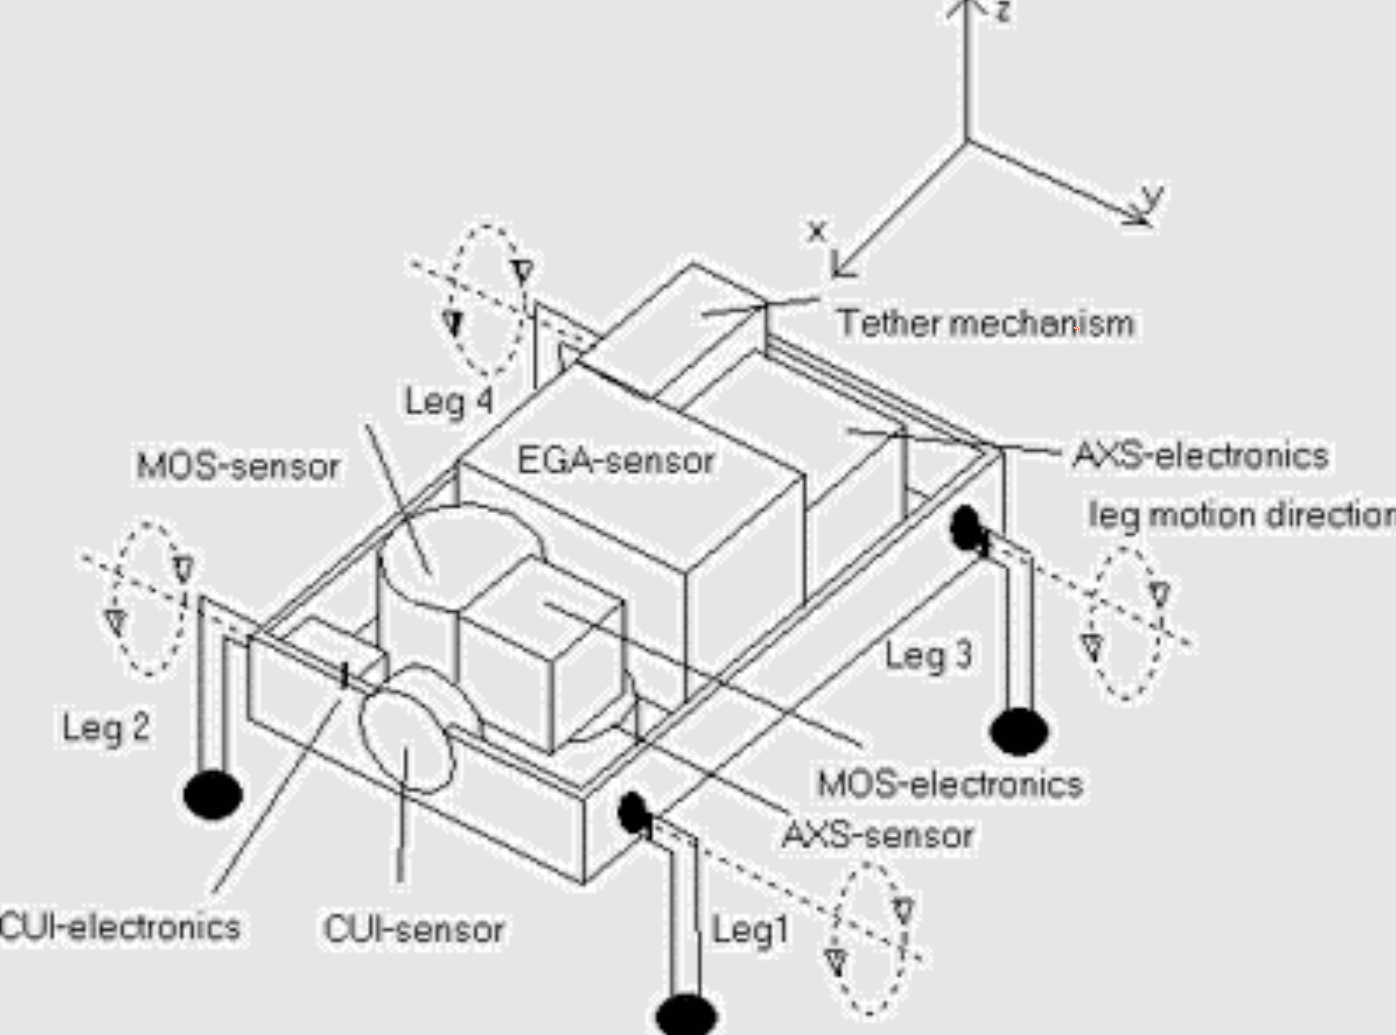 z
y
x
Tether mechanism
Leg 4
MOS-sensor
EGA-sensor
AXS-electronics
leg motion direction
Leg 3
Leg 2
MOS-electronics
AXS-sensor
CUI-electronics
CUI-sensor
Leg1